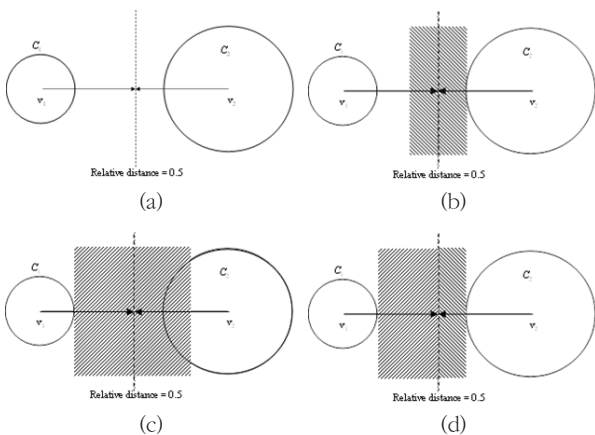 C₁ C₂
v₁ v₂
Relative distance = 0.5
(a)
C₁ C₂
v₁ v₂
Relative distance = 0.5
(b)
C₁ C₂
v₁ v₂
Relative distance = 0.5
(c)
C₁ C₂
v₁ v₂
Relative distance = 0.5
(d)